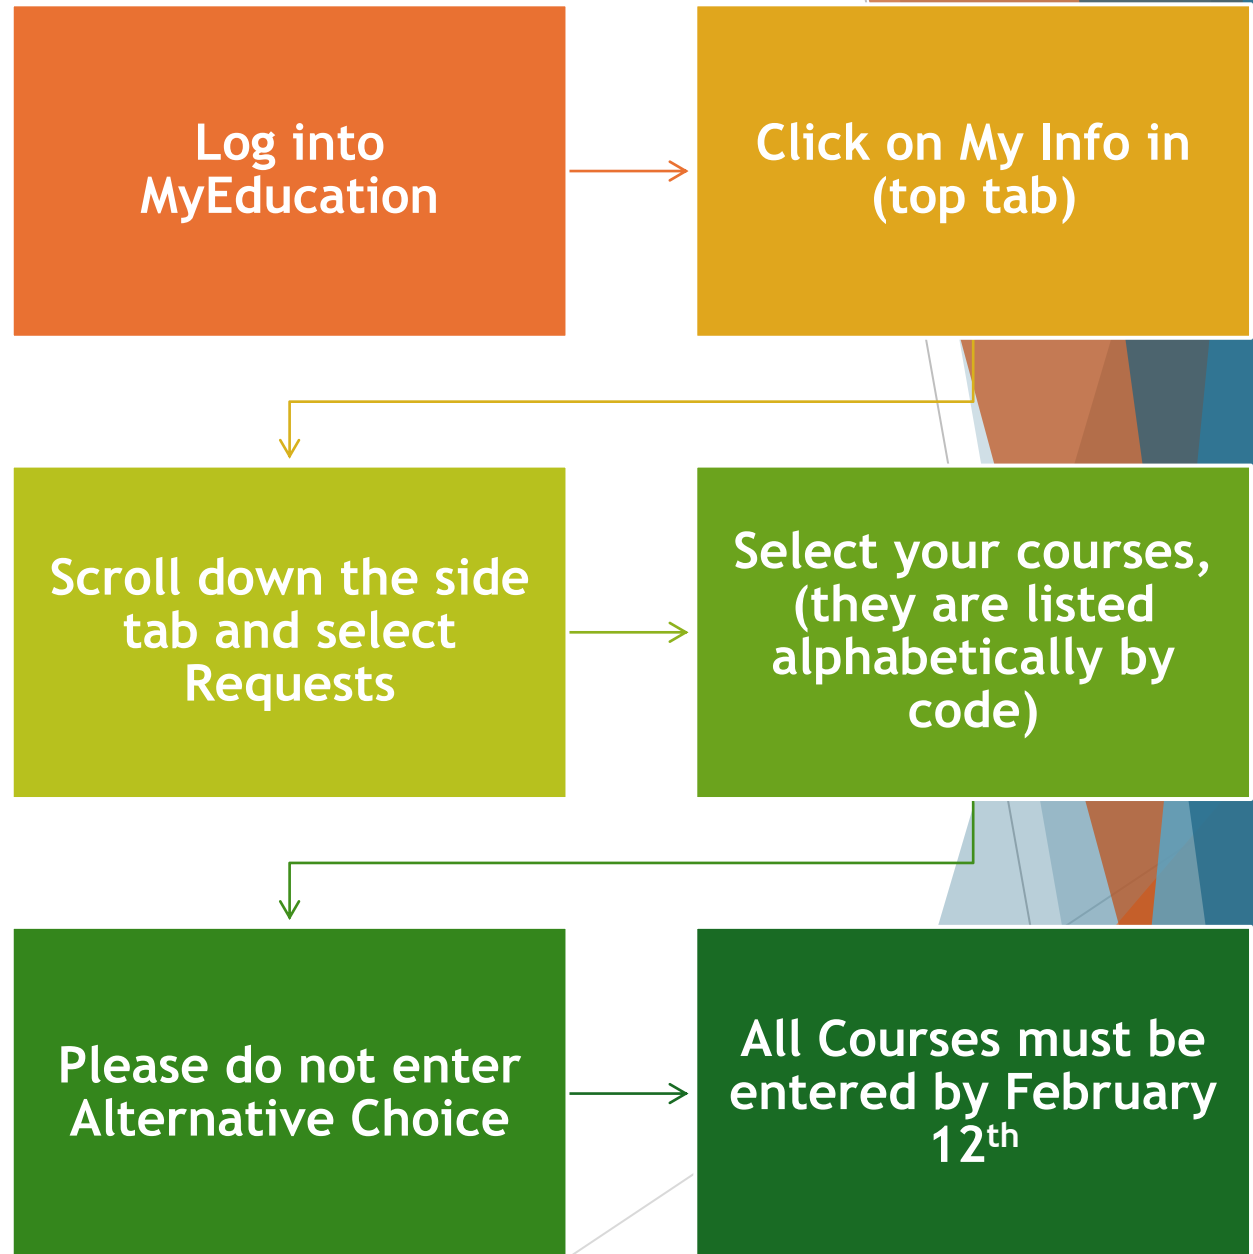 Log into
MyEducation
Click on My Info in
(top tab)
Scroll down the side
tab and select
Requests
Select your courses,
(they are listed
alphabetically by
code)
Please do not enter
Alternative Choice
All Courses must be
entered by February
12th